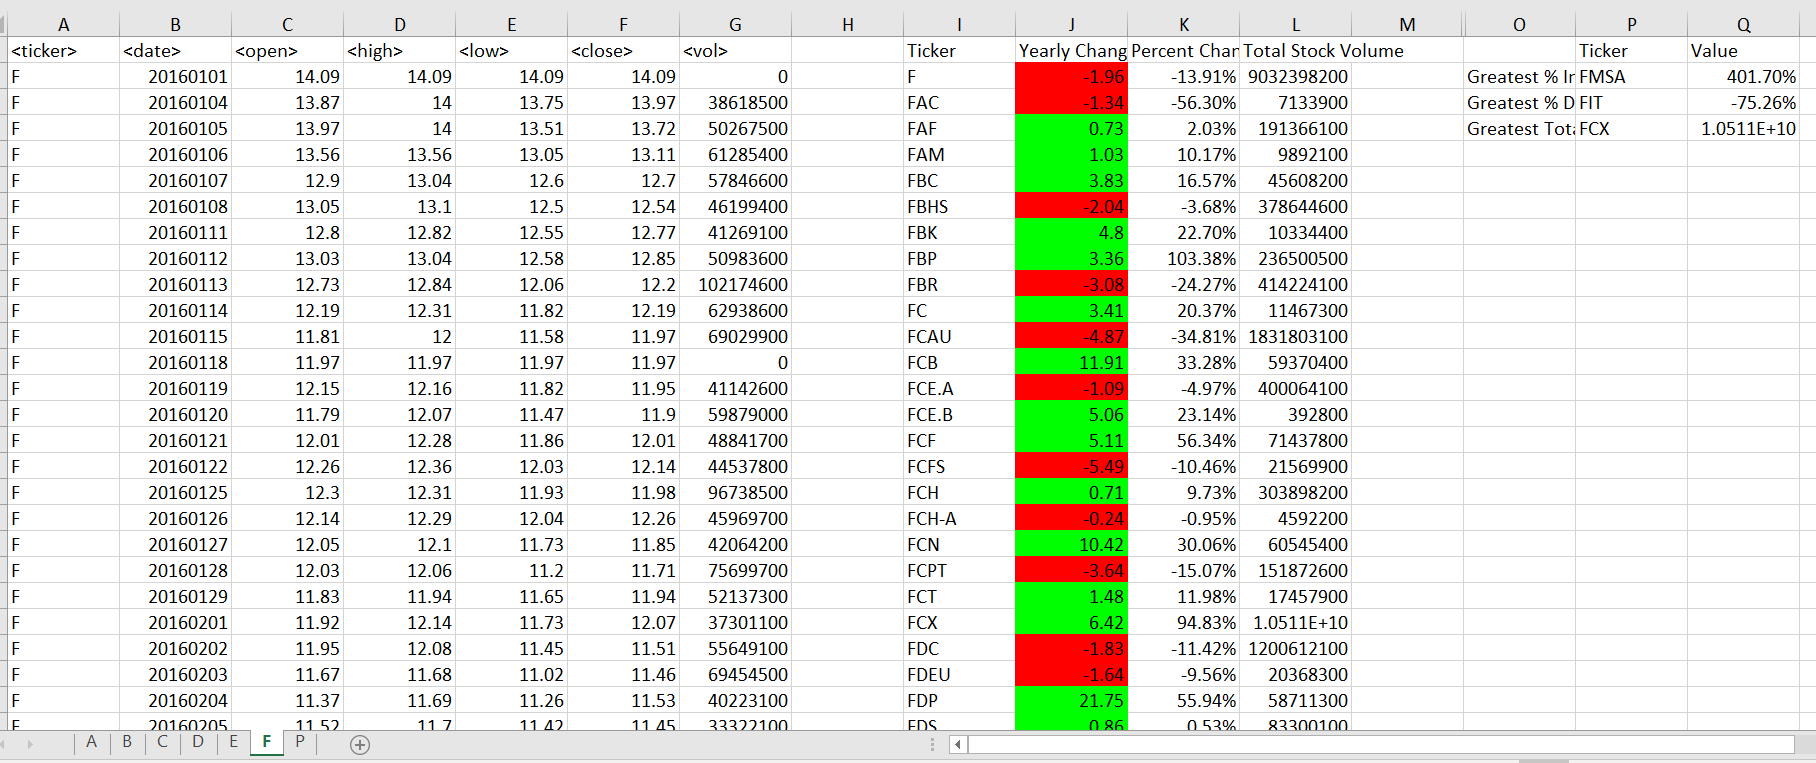 A B C D E F G H I J K L M O P Q
<ticker> <date> <open> <high> <low> <close> <vol> Ticker Yearly Chang Percent Chan Total Stock Volume Ticker Value
F 20160101 14.09 14.09 14.09 14.09 0 F -1.96 -13.91% 9032398200 Greatest % In FMSA 401.70%
F 20160104 13.87 14 13.75 13.97 38618500 FAC -1.34 -56.30% 7133900 Greatest % D FIT -75.26%
F 20160105 13.97 14 13.51 13.72 50267500 FAF 0.73 2.03% 191366100 Greatest Tota FCX 1.0511E+10
F 20160106 13.56 13.56 13.05 13.11 61285400 FAM 1.03 10.17% 9892100
F 20160107 12.9 13.04 12.6 12.7 57846600 FBC 3.83 16.57% 45608200
F 20160108 13.05 13.1 12.5 12.54 46199400 FBHS -2.04 -3.68% 378644600
F 20160111 12.8 12.82 12.55 12.77 41269100 FBK 4.8 22.70% 10334400
F 20160112 13.03 13.04 12.58 12.85 50983600 FBP 3.36 103.38% 236500500
F 20160113 12.73 12.84 12.06 12.2 102174600 FBR -3.08 -24.27% 414224100
F 20160114 12.19 12.31 11.82 12.19 62938600 FC 3.41 20.37% 11467300
F 20160115 11.81 12 11.58 11.97 69029900 FCAU -4.87 -34.81% 1831803100
F 20160118 11.97 11.97 11.97 11.97 0 FCB 11.91 33.28% 59370400
F 20160119 12.15 12.16 11.82 11.95 41142600 FCE.A -1.09 -4.97% 400064100
F 20160120 11.79 12.07 11.47 11.9 59879000 FCE.B 5.06 23.14% 392800
F 20160121 12.01 12.28 11.86 12.01 48841700 FCF 5.11 56.34% 71437800
F 20160122 12.26 12.36 12.03 12.14 44537800 FCFS -5.49 -10.46% 21569900
F 20160125 12.3 12.31 11.93 11.98 96738500 FCH 0.71 9.73% 303898200
F 20160126 12.14 12.29 12.04 12.26 45969700 FCH-A -0.24 -0.95% 4592200
F 20160127 12.05 12.1 11.73 11.85 42064200 FCN 10.42 30.06% 60545400
F 20160128 12.03 12.06 11.2 11.71 75699700 FCPT -3.64 -15.07% 151872600
F 20160129 11.83 11.94 11.65 11.94 52137300 FCT 1.48 11.98% 17457900
F 20160201 11.92 12.14 11.73 12.07 37301100 FCX 6.42 94.83% 1.0511E+10
F 20160202 11.95 12.08 11.45 11.51 55649100 FDC -1.83 -11.42% 1200612100
F 20160203 11.67 11.68 11.02 11.46 69454500 FDEU -1.64 -9.56% 20368300
F 20160204 11.37 11.69 11.26 11.53 40223100 FDP 21.75 55.94% 58711300
F 20160205 11.52 11.7 11.42 11.45 33322100 FDS 0.86 0.53% 83300100
A B C D E F P